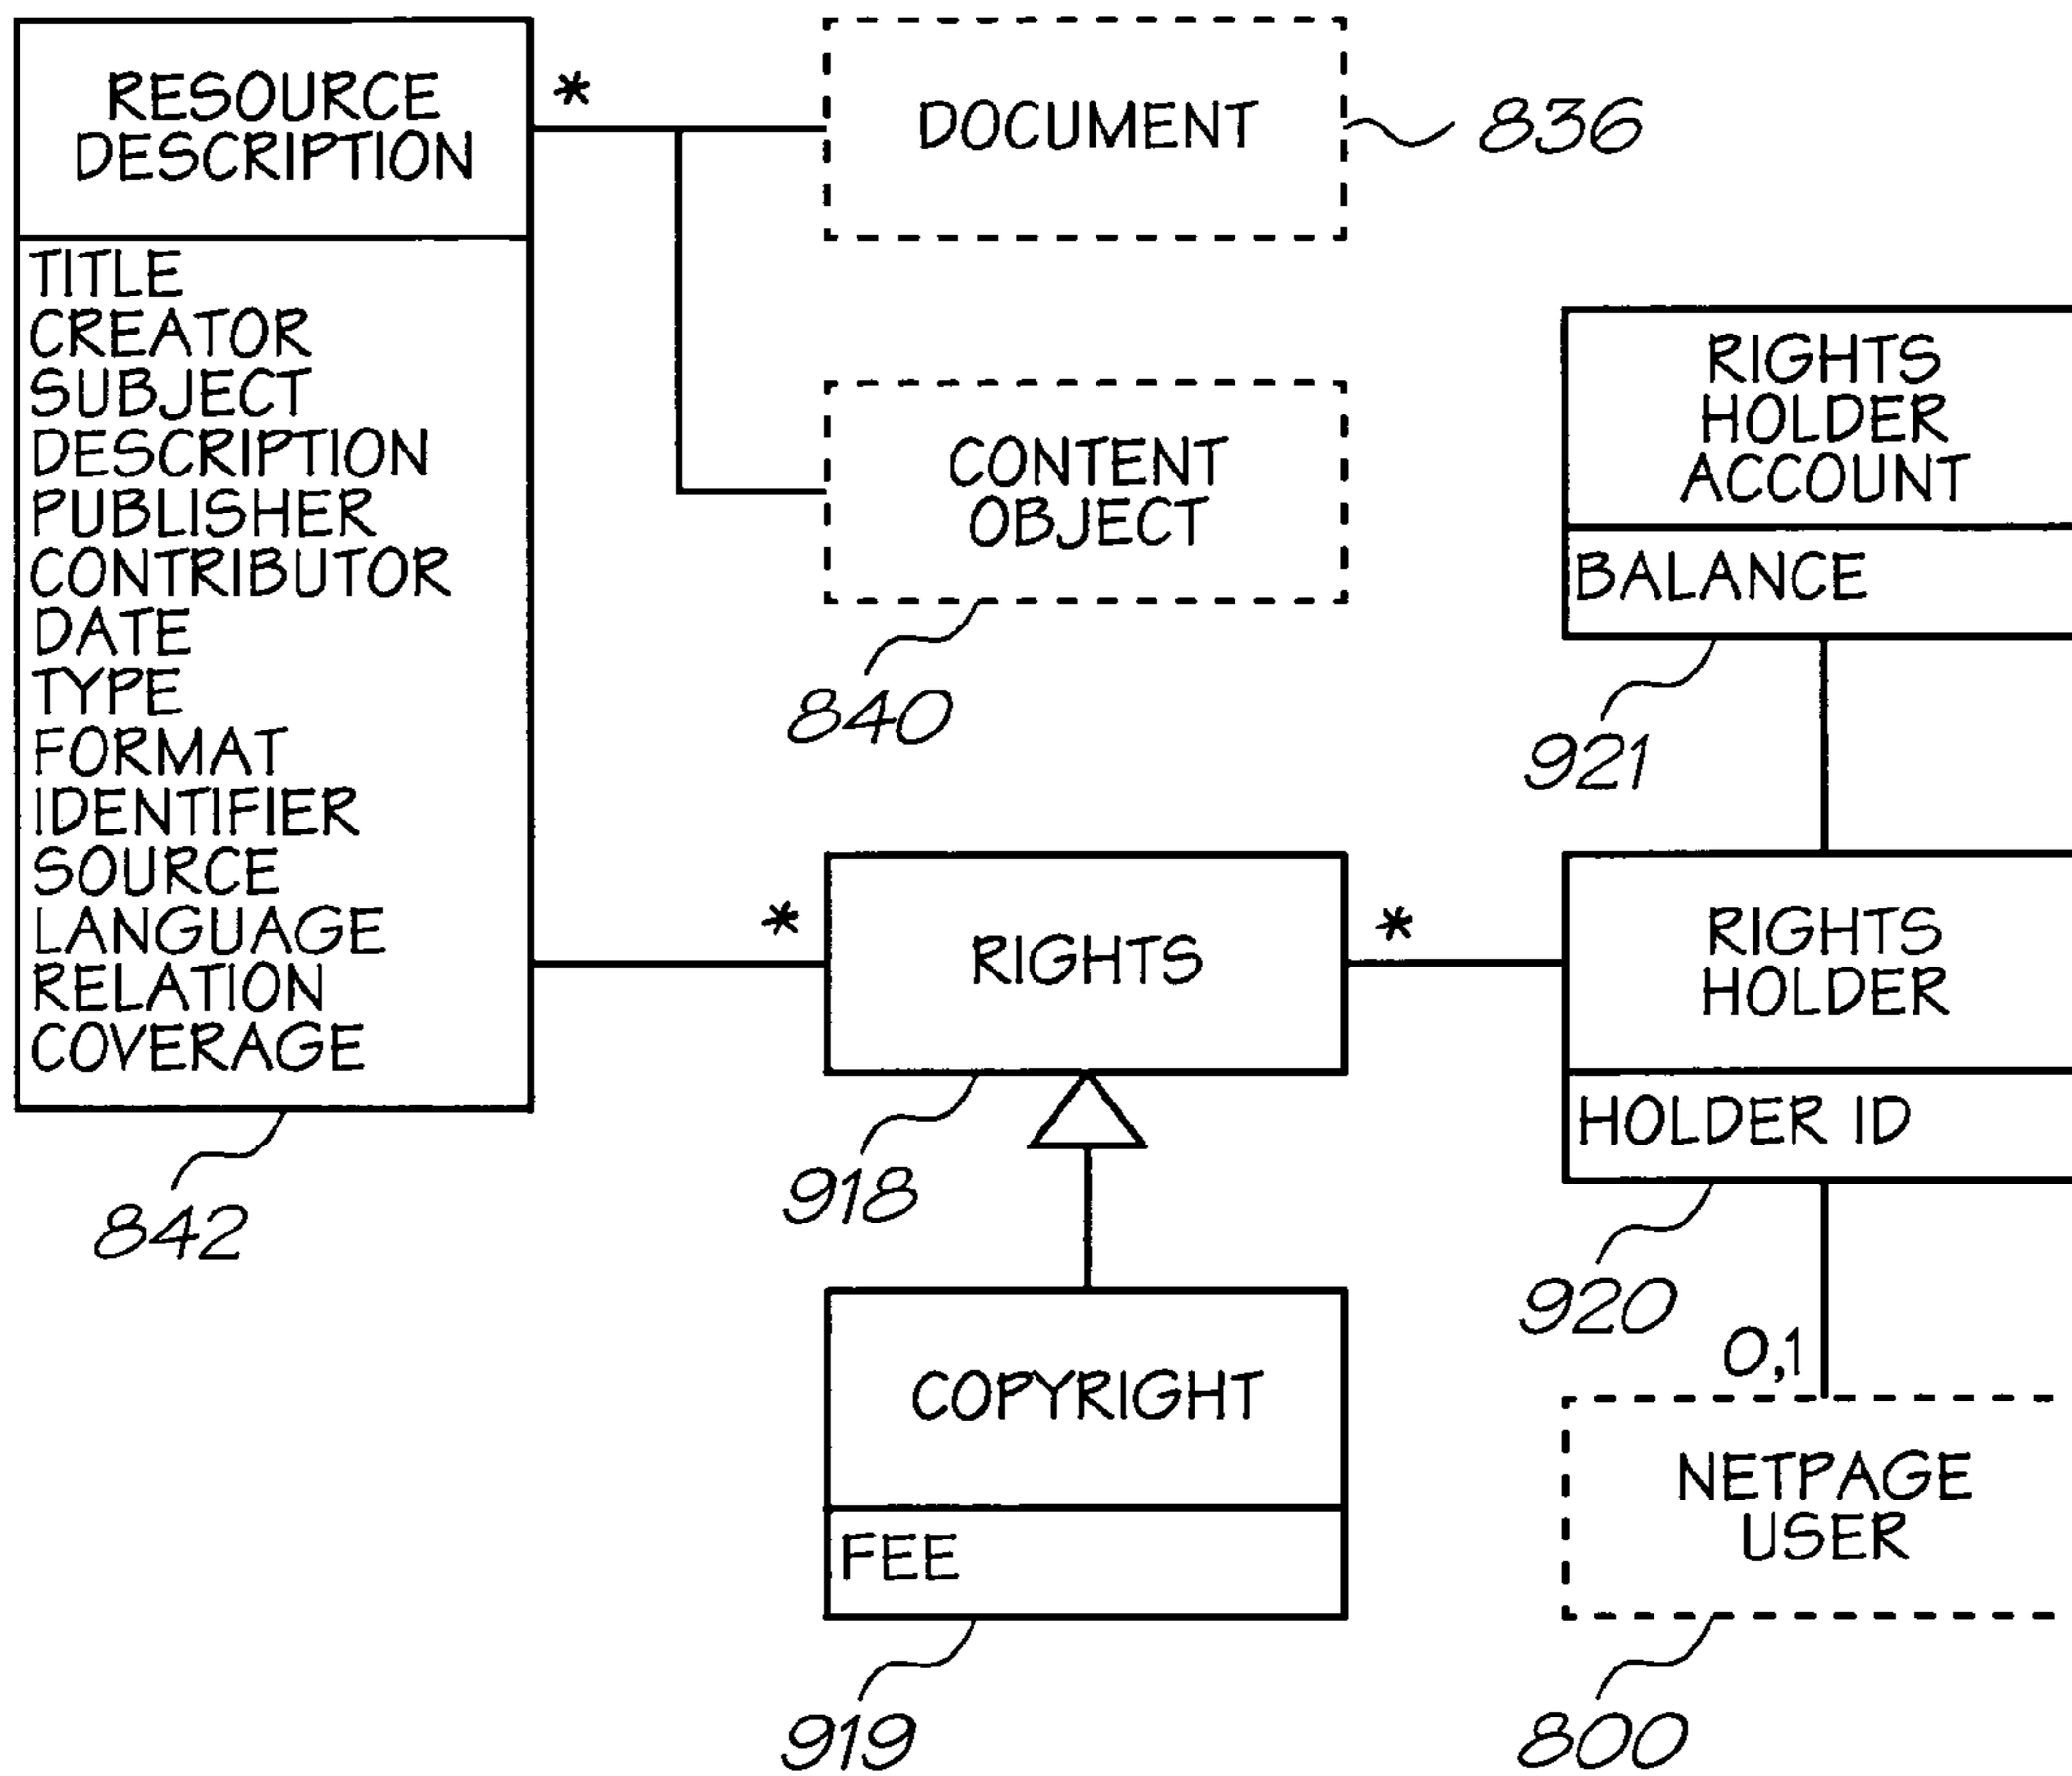 RESOURCE
DESCRIPTION
TITLE
CREATOR
SUBJECT
DESCRIPTION
PUBLISHER
CONTRIBUTOR
DATE
TYPE
FORMAT
IDENTIFIER
SOURCE
LANGUAGE
RELATION
COVERAGE
842
*
DOCUMENT
836
CONTENT
OBJECT
840
*
RIGHTS
*
918
COPYRIGHT
FEE
919
RIGHTS
HOLDER
ACCOUNT
BALANCE
921
RIGHTS
HOLDER
HOLDER ID
920
0,1
NETPAGE
USER
800